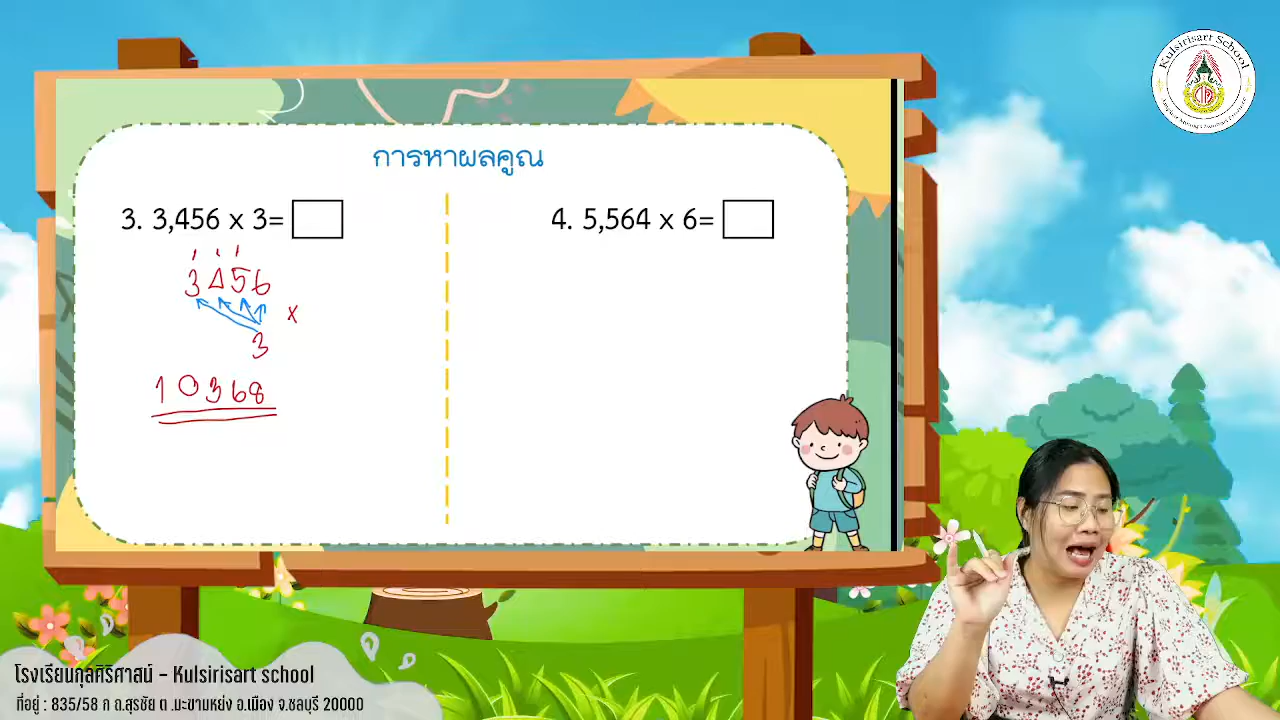 การหาผลคูณ
3. 3,456 x 3=
3456
x
3
10368
4. 5,564 x 6=
Kulsirisart School
โรงเรียนกุลศิริศาสน์ - Kulsirisart school
ที่อยู่ : 835/58 ก ถ.สุรชัย ต.มะขามหย่ง อ.เมือง จ.ชลบุรี 20000